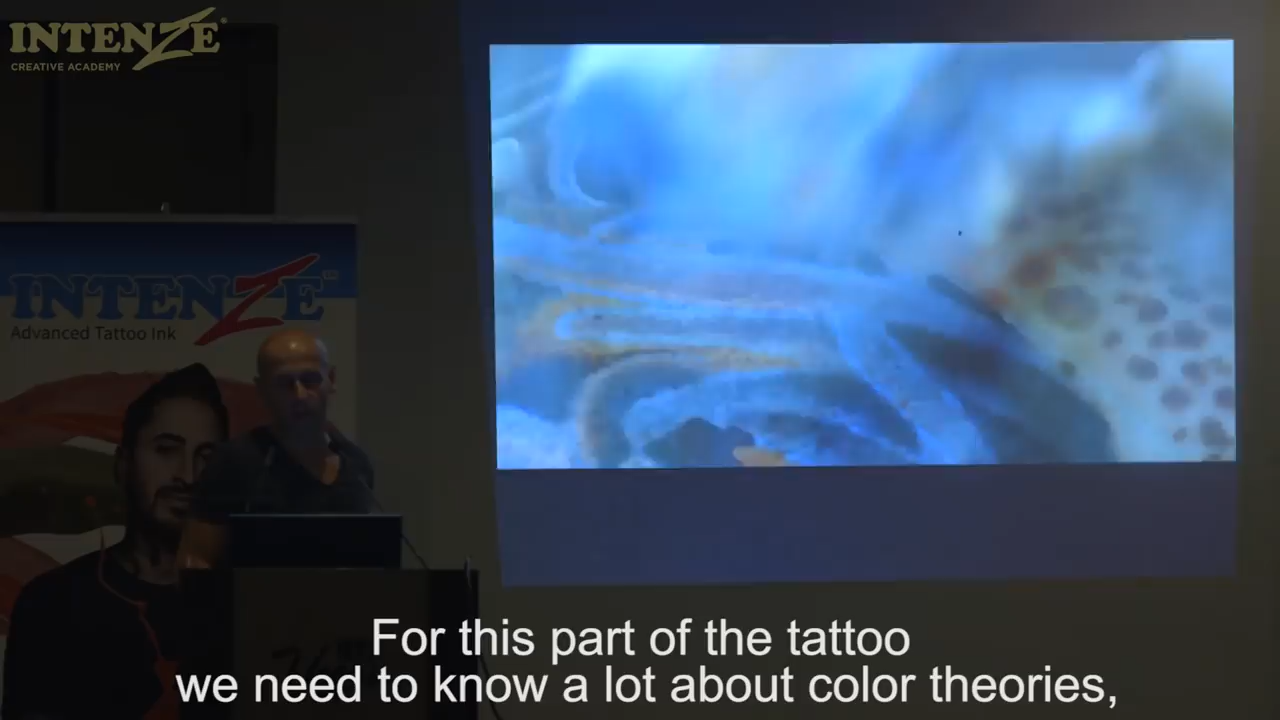 INTENZE
CREATIVE ACADEMY
INTENZE
Advanced Tattoo Ink
For this part of the tattoo
we need to know a lot about color theories,